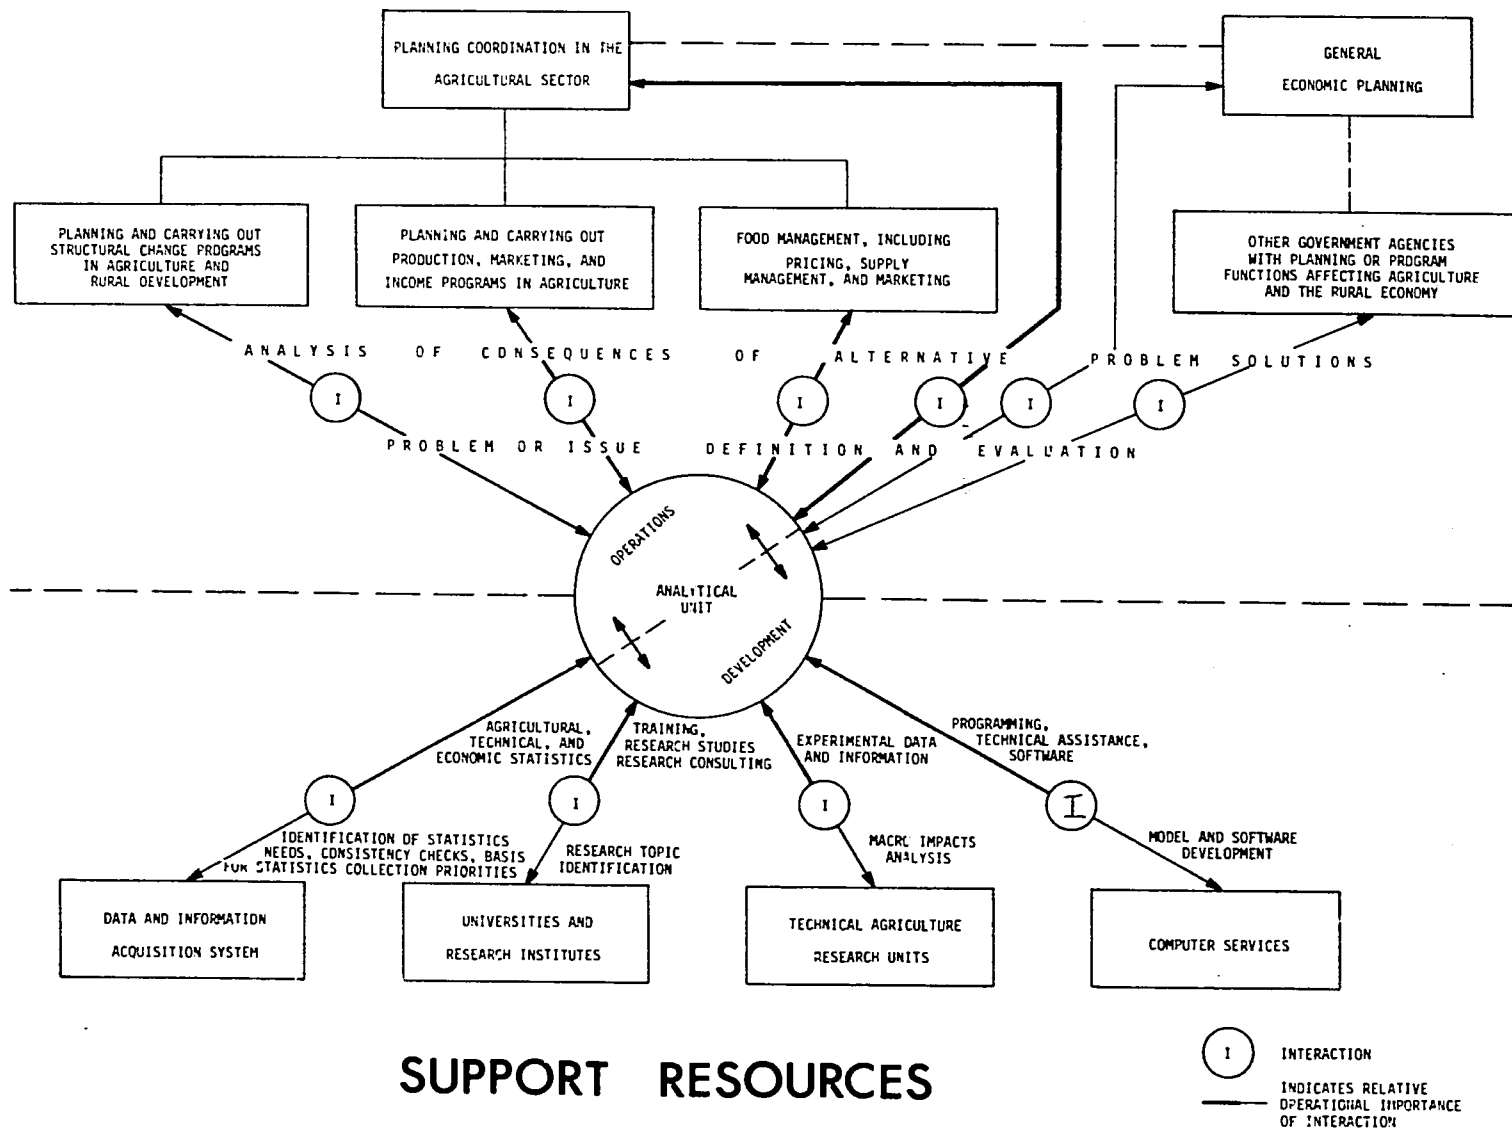 PLANNING COORDINATION IN THE
AGRICULTURAL SECTOR
GENERAL
ECONOMIC PLANNING
PLANNING AND CARRYING OUT
STRUCTURAL CHANGE PROGRAMS
IN AGRICULTURE AND
RURAL DEVELOPMENT
PLANNING AND CARRYING OUT
PRODUCTION, MARKETING, AND
INCOME PROGRAMS IN AGRICULTURE
FOOD MANAGEMENT, INCLUDING
PRICING, SUPPLY
MANAGEMENT, AND MARKETING
OTHER GOVERNMENT AGENCIES
WITH PLANNING OR PROGRAM
FUNCTIONS AFFECTING AGRICULTURE
AND THE RURAL ECONOMY
ANALYSIS OF CONSEQUENCES OF ALTERNATIVE PROBLEM SOLUTIONS
I I I I I I
PROBLEM OR ISSUE DEFINITION AND EVALUATION
OPERATIONS
ANALYTICAL
UNIT
DEVELOPMENT
AGRICULTURAL,
TECHNICAL, AND
ECONOMIC STATISTICS
TRAINING,
RESEARCH STUDIES
RESEARCH CONSULTING
EXPERIMENTAL DATA
AND INFORMATION
PROGRAMMING,
TECHNICAL ASSISTANCE,
SOFTWARE
I I I I
IDENTIFICATION OF STATISTICS
NEEDS, CONSISTENCY CHECKS, BASIS
FOR STATISTICS COLLECTION PRIORITIES
RESEARCH TOPIC
IDENTIFICATION
MACRO IMPACTS
ANALYSIS
MODEL AND SOFTWARE
DEVELOPMENT
DATA AND INFORMATION
ACQUISITION SYSTEM
UNIVERSITIES AND
RESEARCH INSTITUTES
TECHNICAL AGRICULTURE
RESEARCH UNITS
COMPUTER SERVICES
SUPPORT RESOURCES
I INTERACTION
INDICATES RELATIVE
OPERATIONAL IMPORTANCE
OF INTERACTION